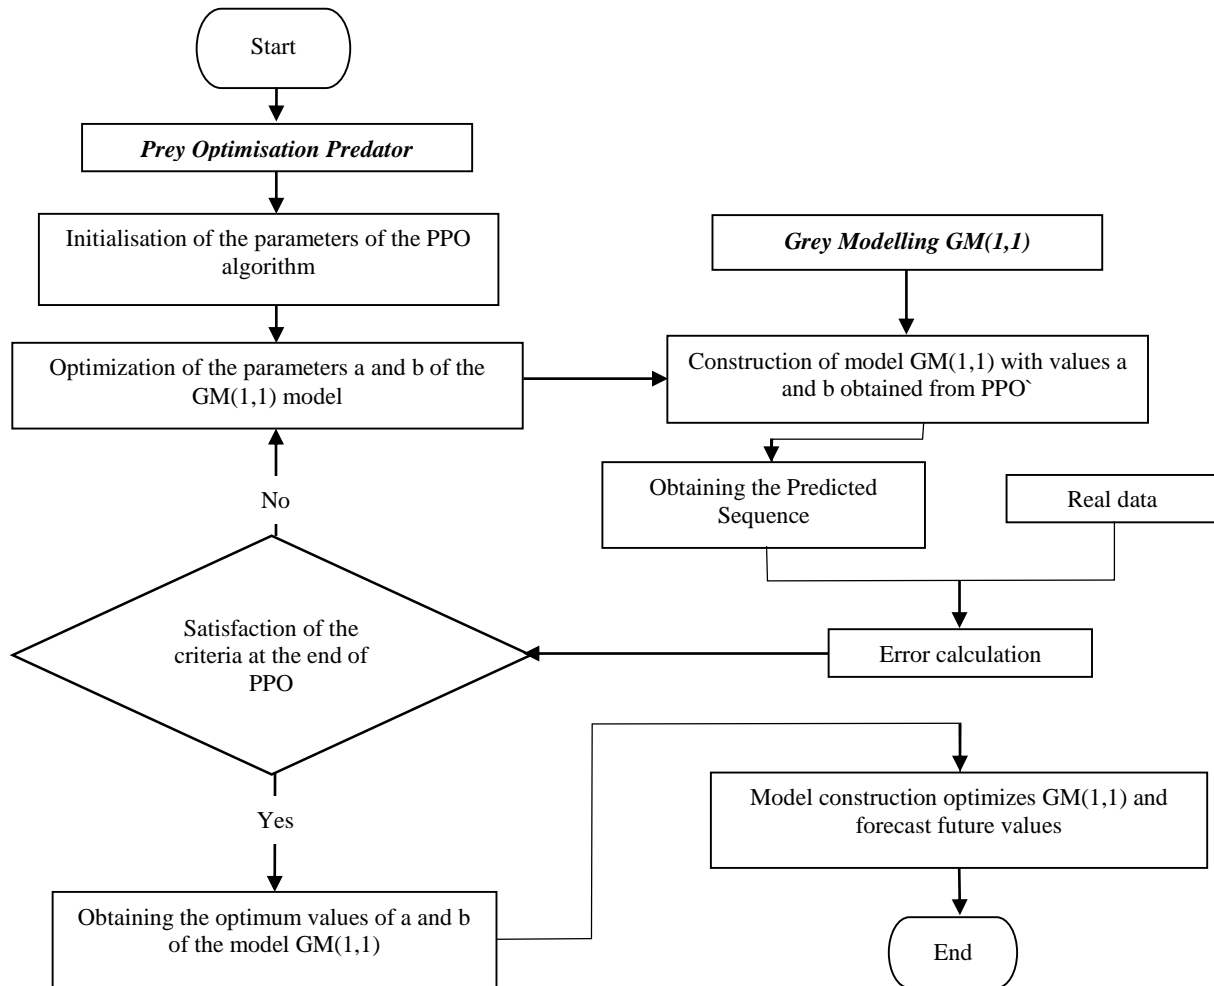 Start
Prey Optimisation Predator
Initialisation of the parameters of the PPO
algorithm
Grey Modelling GM(1,1)
Optimization of the parameters a and b of the
GM(1,1) model
Construction of model GM(1,1) with values a
and b obtained from PPO`
No
Obtaining the Predicted
Sequence
Real data
Satisfaction of the
criteria at the end of
PPO
Error calculation
Yes
Model construction optimizes GM(1,1) and
forecast future values
Obtaining the optimum values of a and b
of the model GM(1,1)
End